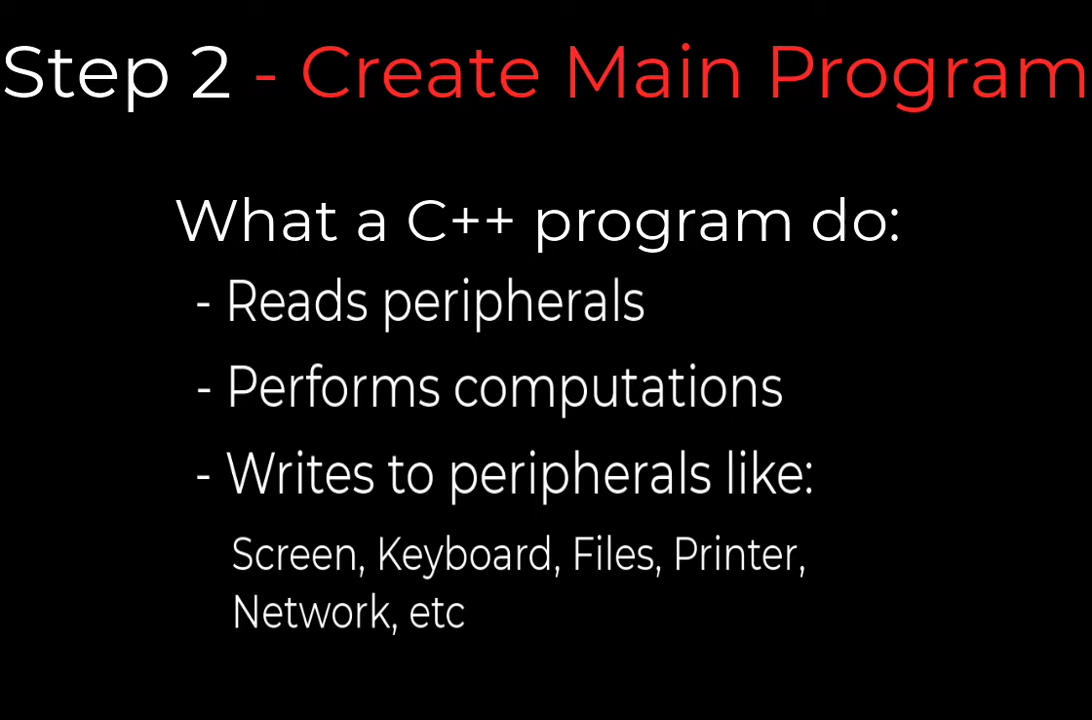 Step 2 - Create Main Program
What a C++ program do:
- Reads peripherals
- Performs computations
- Writes to peripherals like:
Screen, Keyboard, Files, Printer,
Network, etc